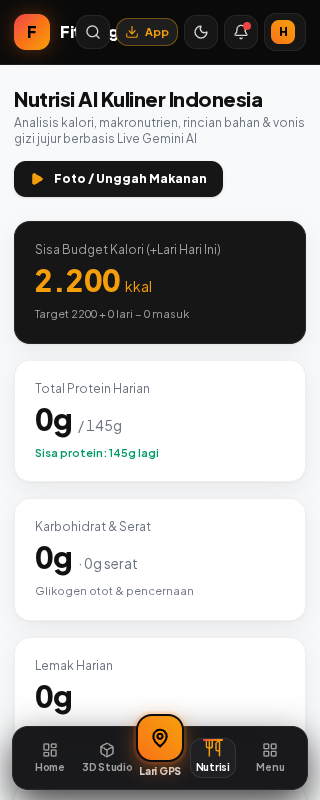 F
App
H
Nutrisi AI Kuliner Indonesia
Analisis kalori, makronutrien, rincian bahan & vonis
gizi jujur berbasis Live Gemini AI
Foto / Unggah Makanan
Sisa Budget Kalori (+Lari Hari Ini)
2.200 kkal
Target 2200 + 0 lari – 0 masuk
Total Protein Harian
0g / 145g
Sisa protein: 145g lagi
Karbohidrat & Serat
0g · 0g serat
Glikogen otot & pencernaan
Lemak Harian
0g
Home
3D Studio
Lari GPS
Nutrisi
Menu